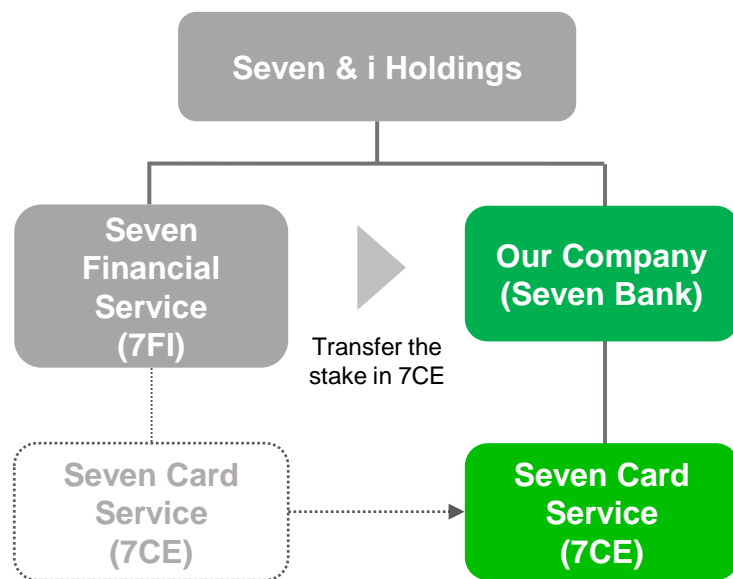 Seven & i Holdings
Seven
Financial
Service
(7FI)
Transfer the
stake in 7CE
Our Company
(Seven Bank)
Seven Card
Service
(7CE)
Seven Card
Service
(7CE)